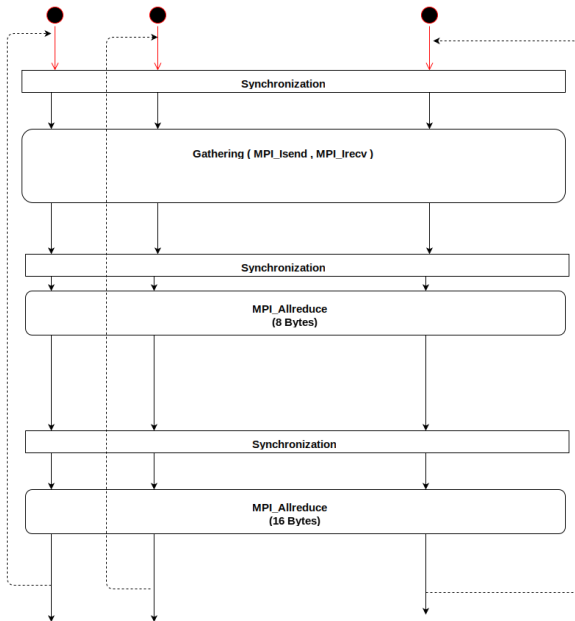 Synchronization
Gathering ( MPI_Isend , MPI_Irecv )
Synchronization
MPI_Allreduce
(8 Bytes)
Synchronization
MPI_Allreduce
(16 Bytes)